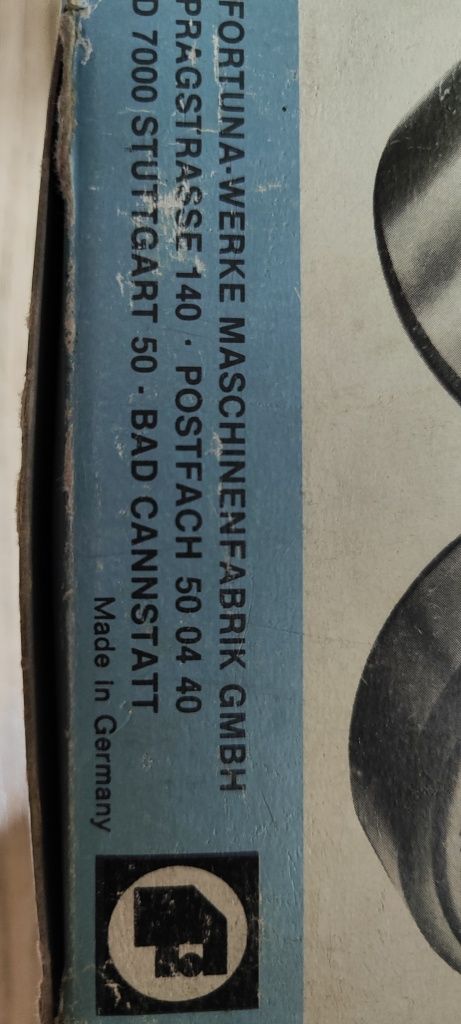 FORTUNA-WERKE MASCHINENFABRIK GMBH
PRAGSTRASSE 140 · POSTFACH 50 04 40
D 7000 STUTTGART 50 · BAD CANNSTATT
Made in Germany